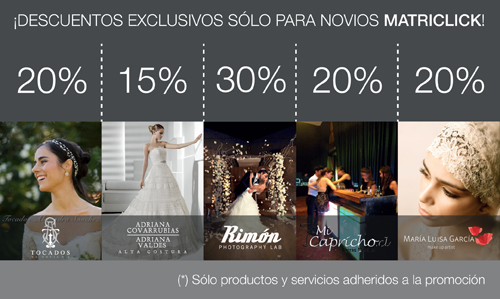 ¡DESCUENTOS EXCLUSIVOS SÓLO PARA NOVIOS MATRICLICK!
20% 15% 30% 20% 20%
TOCADOS
ADRIANA
COVARRUBIAS
ADRIANA
VALDES
ALTA COSTURA
Rimón
PHOTOGRAPHY LAB
Mi
Capricho
MARÍA LUISA GARCÍA
(*) Sólo productos y servicios adheridos a la promoción